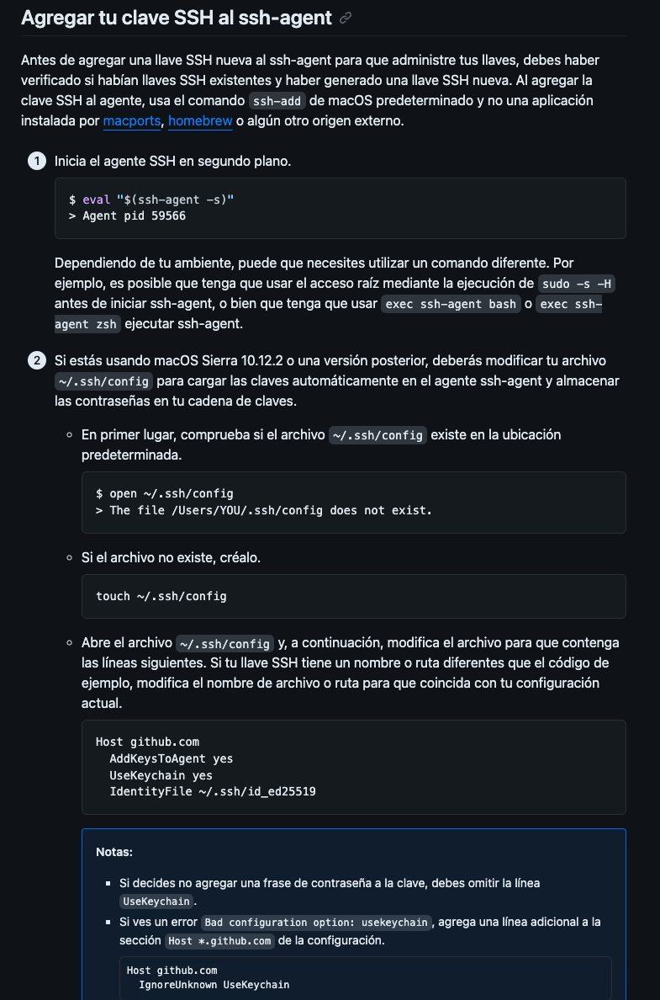 Agregar tu clave SSH al ssh-agent
Antes de agregar una llave SSH nueva al ssh-agent para que administre tus llaves, debes haber
verificado si habían llaves SSH existentes y haber generado una llave SSH nueva. Al agregar la
clave SSH al agente, usa el comando ssh-add de macOS predeterminado y no una aplicación
instalada por macports, homebrew o algún otro origen externo.
1 Inicia el agente SSH en segundo plano.
$ eval "$(ssh-agent -s)"
> Agent pid 59566
Dependiendo de tu ambiente, puede que necesites utilizar un comando diferente. Por
ejemplo, es posible que tenga que usar el acceso raíz mediante la ejecución de sudo -s -H
antes de iniciar ssh-agent, o bien que tenga que usar exec ssh-agent bash o exec ssh-
agent zsh ejecutar ssh-agent.
2 Si estás usando macOS Sierra 10.12.2 o una versión posterior, deberás modificar tu archivo
~/.ssh/config para cargar las claves automáticamente en el agente ssh-agent y almacenar
las contraseñas en tu cadena de claves.
◦ En primer lugar, comprueba si el archivo ~/.ssh/config existe en la ubicación
predeterminada.
$ open ~/.ssh/config
> The file /Users/YOU/.ssh/config does not exist.
◦ Si el archivo no existe, créalo.
touch ~/.ssh/config
◦ Abre el archivo ~/.ssh/config y, a continuación, modifica el archivo para que contenga
las líneas siguientes. Si tu llave SSH tiene un nombre o ruta diferentes que el código de
ejemplo, modifica el nombre de archivo o ruta para que coincida con tu configuración
actual.
Host github.com
  AddKeysToAgent yes
  UseKeychain yes
  IdentityFile ~/.ssh/id_ed25519
Notas:
▪ Si decides no agregar una frase de contraseña a la clave, debes omitir la línea
UseKeychain.
▪ Si ves un error Bad configuration option: usekeychain, agrega una línea adicional a la
sección Host *.github.com de la configuración.
Host github.com
  IgnoreUnknown UseKeychain